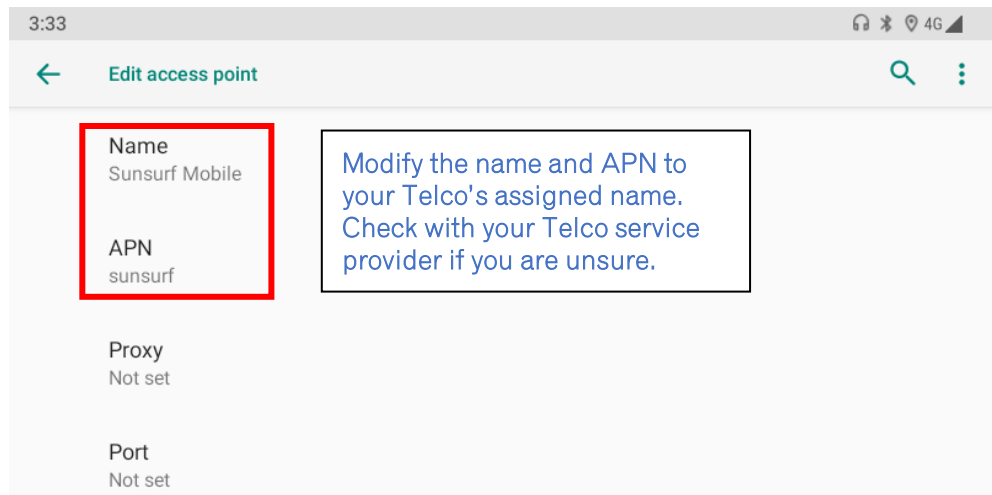 3:33
4G
Edit access point
Name
Sunsurf Mobile
APN
sunsurf
Modify the name and APN to
your Telco's assigned name.
Check with your Telco service
provider if you are unsure.
Proxy
Not set
Port
Not set